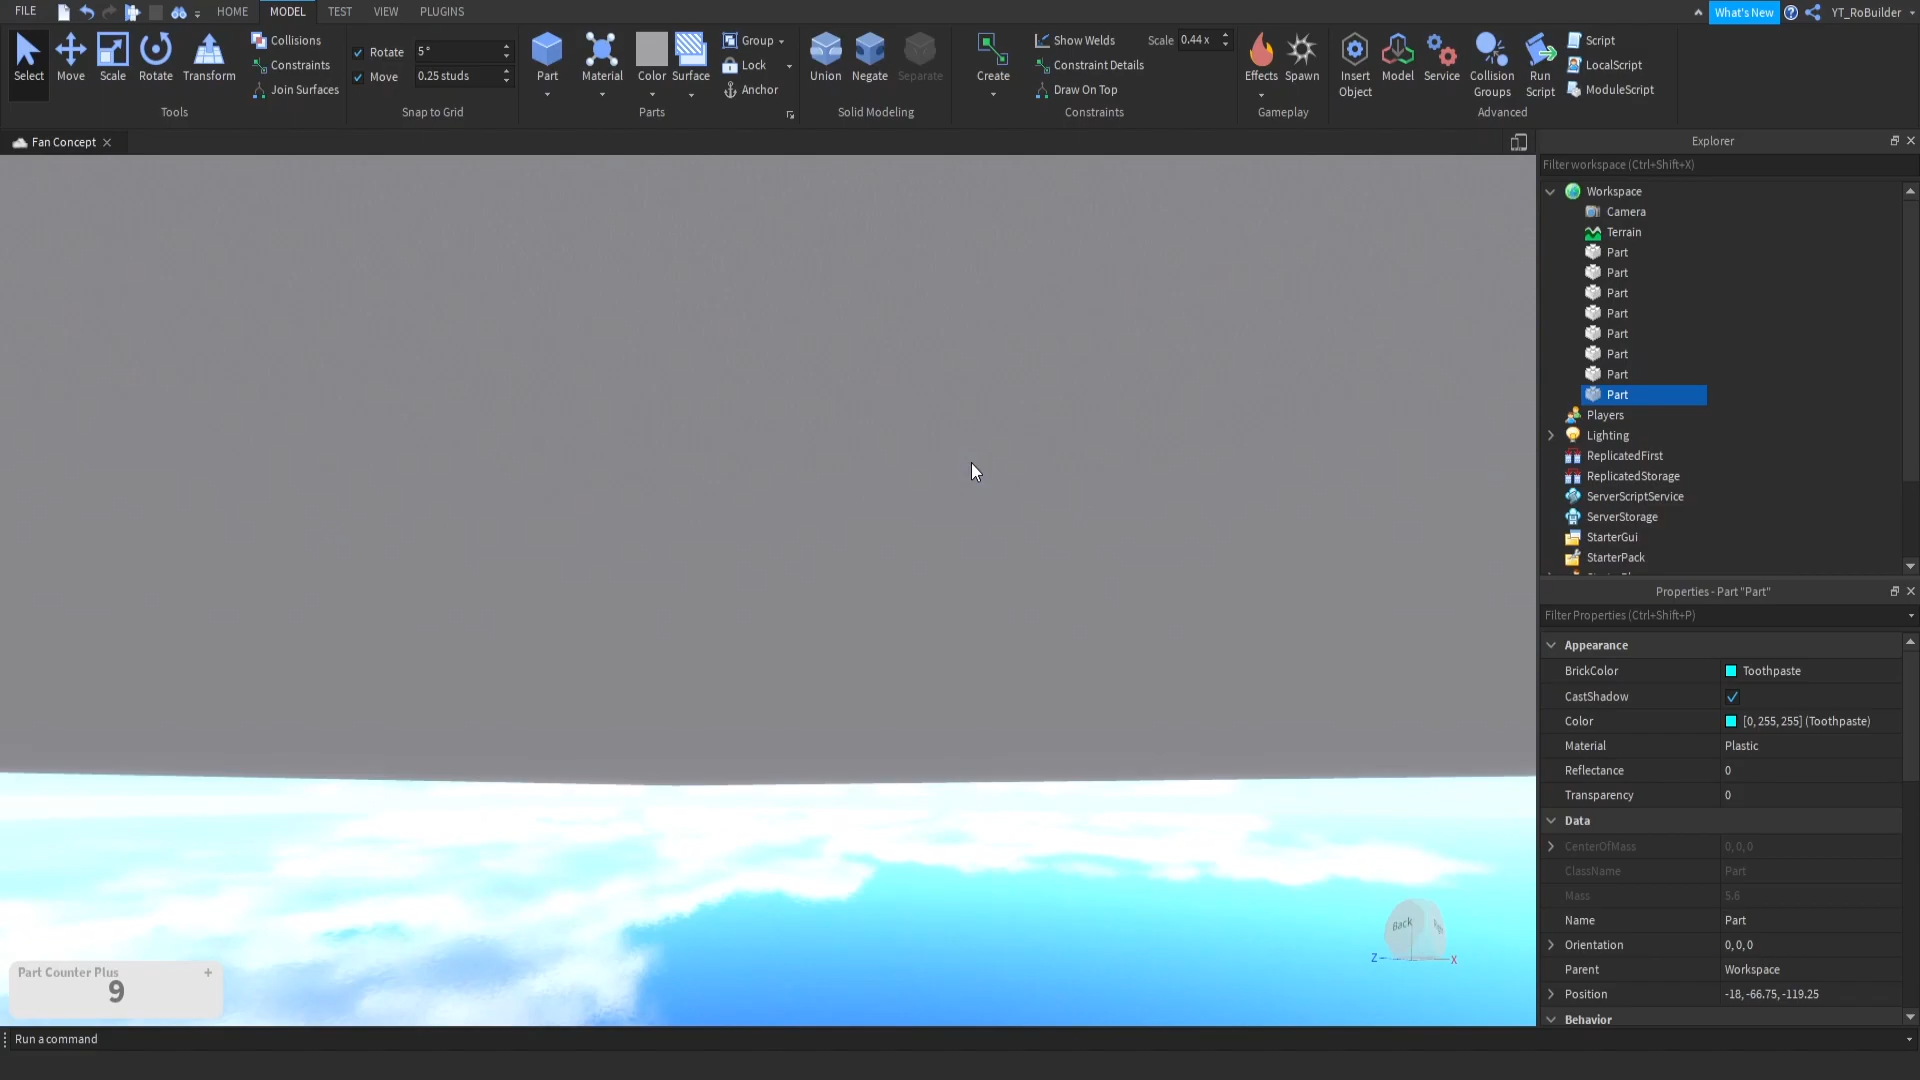 FILE HOME MODEL TEST VIEW PLUGINS What's New YT_RoBuilder
Select Move Scale Rotate Transform
Collisions
Constraints
Join Surfaces
Tools
Rotate 5 °
Move 0.25 studs
Snap to Grid
Part Material Color Surface
Group
Lock
Anchor
Parts
Union Negate Separate
Solid Modeling
Create
Show Welds Scale 0.44 x
Constraint Details
Draw On Top
Constraints
Effects Spawn
Gameplay
Insert Object
Model
Service
Collision Groups
Run Script
Script
LocalScript
ModuleScript
Advanced
Fan Concept
Explorer
Filter workspace (Ctrl+Shift+X)
Workspace
Camera
Terrain
Part
Part
Part
Part
Part
Part
Part
Part
Players
Lighting
ReplicatedFirst
ReplicatedStorage
ServerScriptService
ServerStorage
StarterGui
StarterPack
Properties - Part "Part"
Filter Properties (Ctrl+Shift+P)
Appearance
BrickColor Toothpaste
CastShadow
Color [0, 255, 255] (Toothpaste)
Material Plastic
Reflectance 0
Transparency 0
Data
CenterOfMass 0, 0, 0
ClassName Part
Mass 5.6
Name Part
Orientation 0, 0, 0
Parent Workspace
Position -18, -66.75, -119.25
Behavior
Back
Z X
Part Counter Plus +
9
Run a command